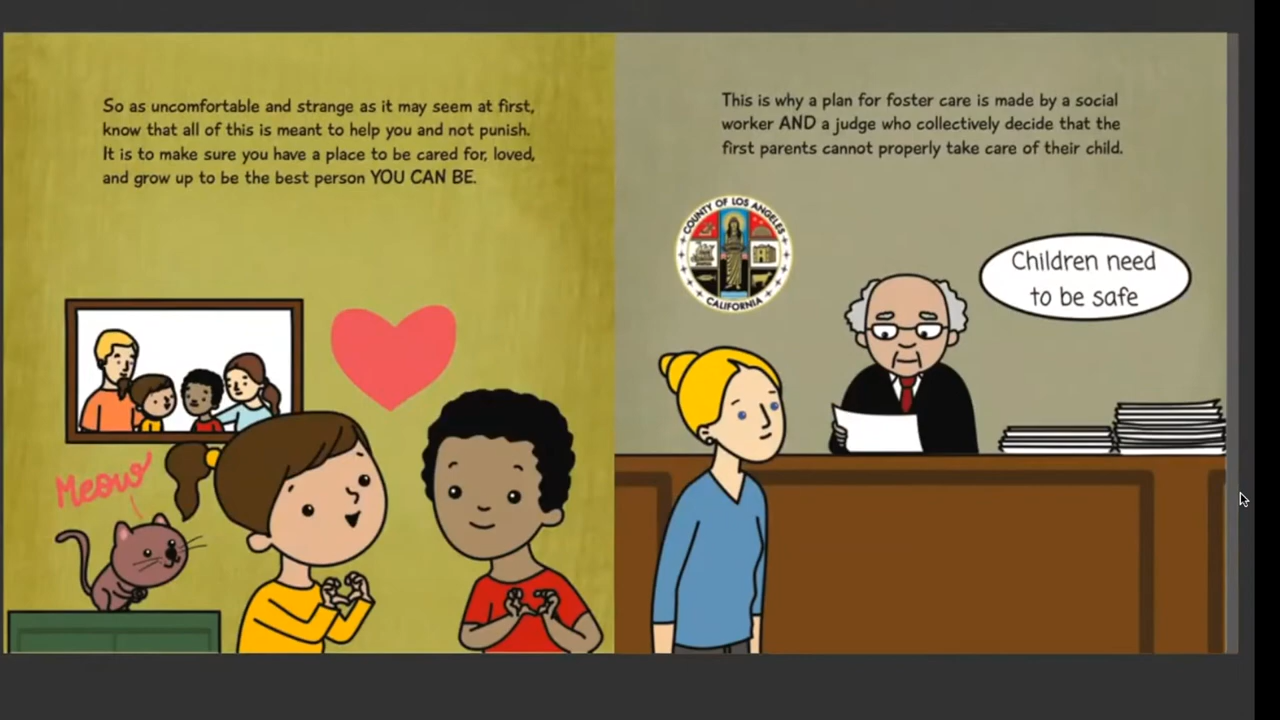 So as uncomfortable and strange as it may seem at first,
know that all of this is meant to help you and not punish.
It is to make sure you have a place to be cared for, loved,
and grow up to be the best person YOU CAN BE.
Meow
This is why a plan for foster care is made by a social
worker AND a judge who collectively decide that the
first parents cannot properly take care of their child.
COUNTY OF LOS ANGELES
CALIFORNIA
Children need
to be safe